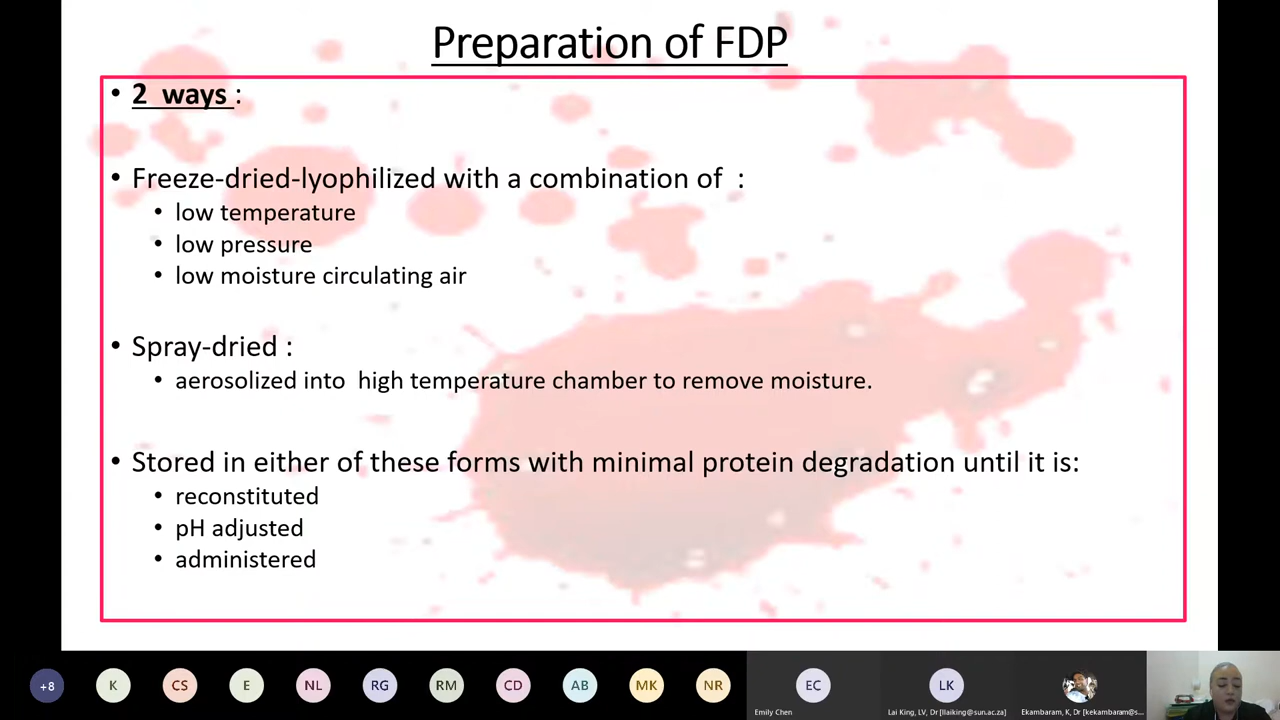 Preparation of FDP
• 2 ways :
• Freeze-dried-lyophilized with a combination of :
• low temperature
• low pressure
• low moisture circulating air
• Spray-dried :
• aerosolized into high temperature chamber to remove moisture.
• Stored in either of these forms with minimal protein degradation until it is:
• reconstituted
• pH adjusted
• administered
+8 K CS E NL RG RM CD AB MK NR EC LK
Emily Chen Lai King, LV, Dr [llaiking@sun.ac.za] Ekambaram, K, Dr [kekambaram@s...